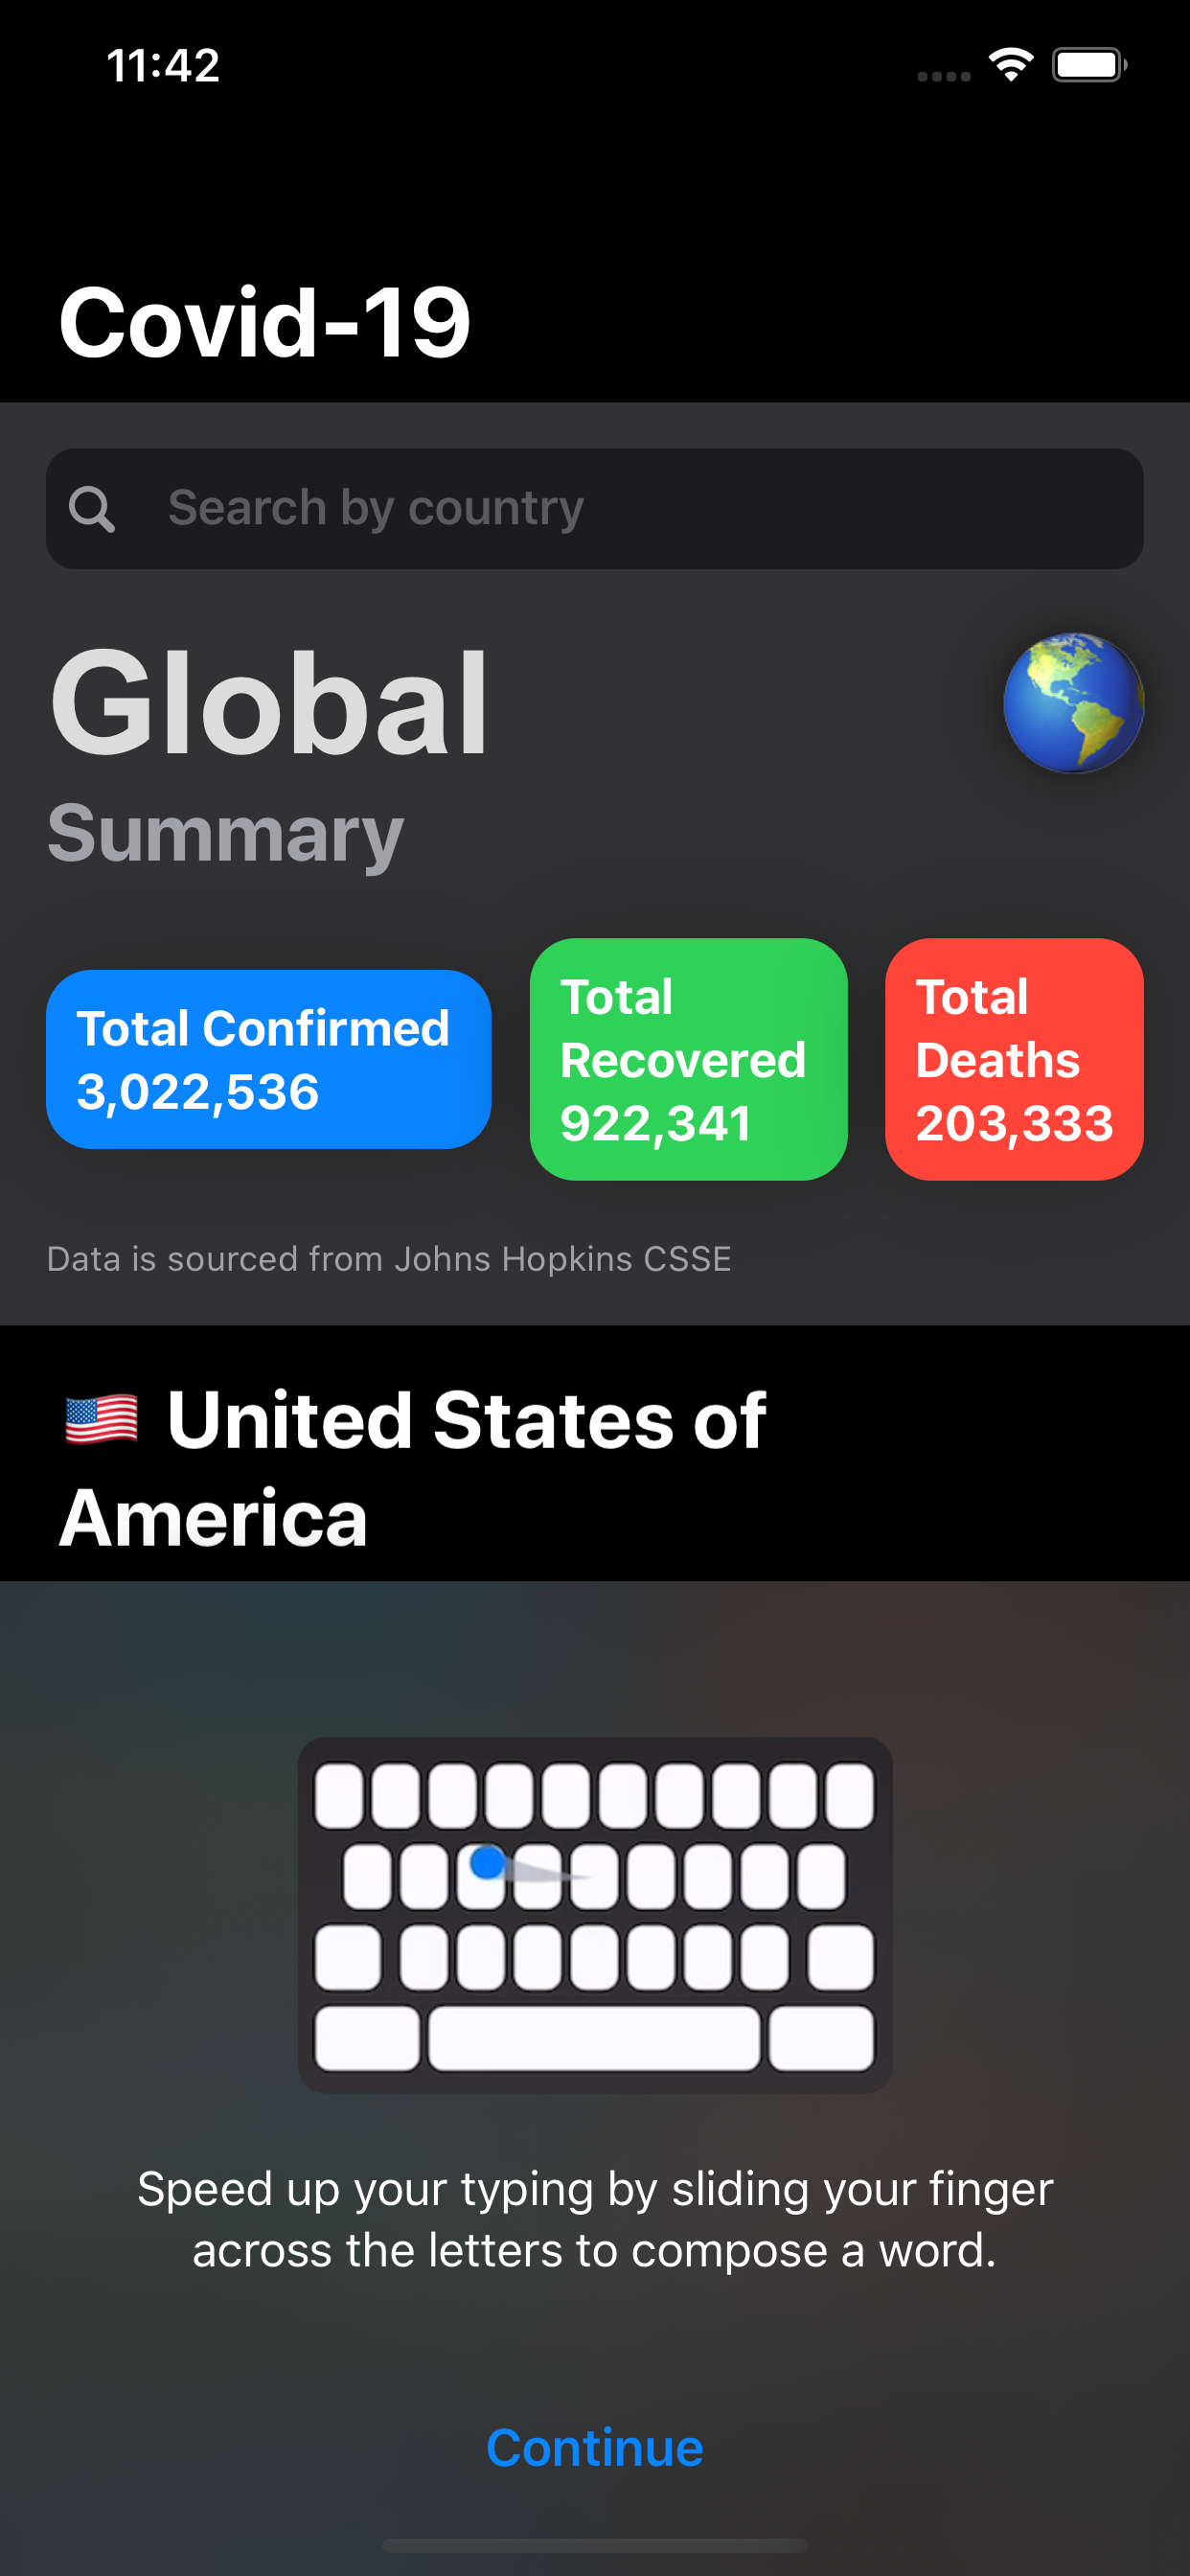 11:42
Covid-19
Search by country
Global
Summary
Total Confirmed
3,022,536
Total
Recovered
922,341
Total
Deaths
203,333
Data is sourced from Johns Hopkins CSSE
🇺🇸 United States of
America
Speed up your typing by sliding your finger
across the letters to compose a word.
Continue